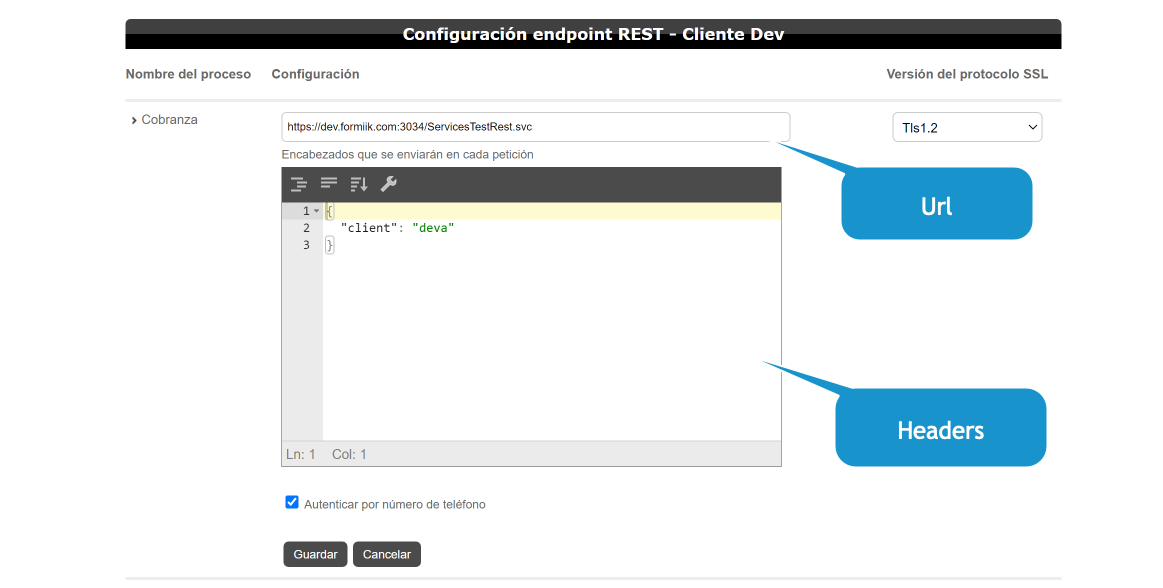 Configuración endpoint REST - Cliente Dev
Nombre del proceso Configuración Versión del protocolo SSL
Cobranza
https://dev.formiik.com:3034/ServicesTestRest.svc
Tls1.2
Encabezados que se enviarán en cada petición
Url
1 {
2 "client": "deva"
3 }
Headers
Ln: 1 Col: 1
Autenticar por número de teléfono
Guardar Cancelar